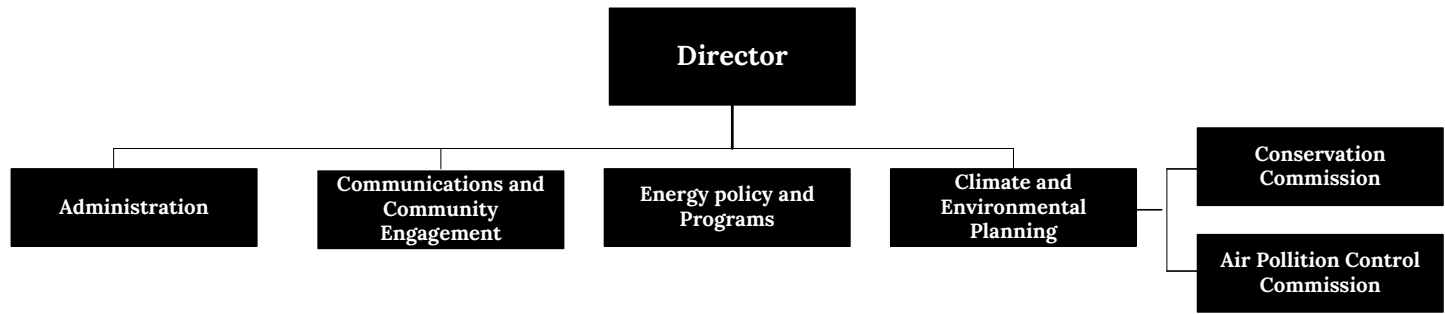 Director
Administration
Communications and
Community
Engagement
Energy policy and
Programs
Climate and
Environmental
Planning
Conservation
Commission
Air Pollition Control
Commission